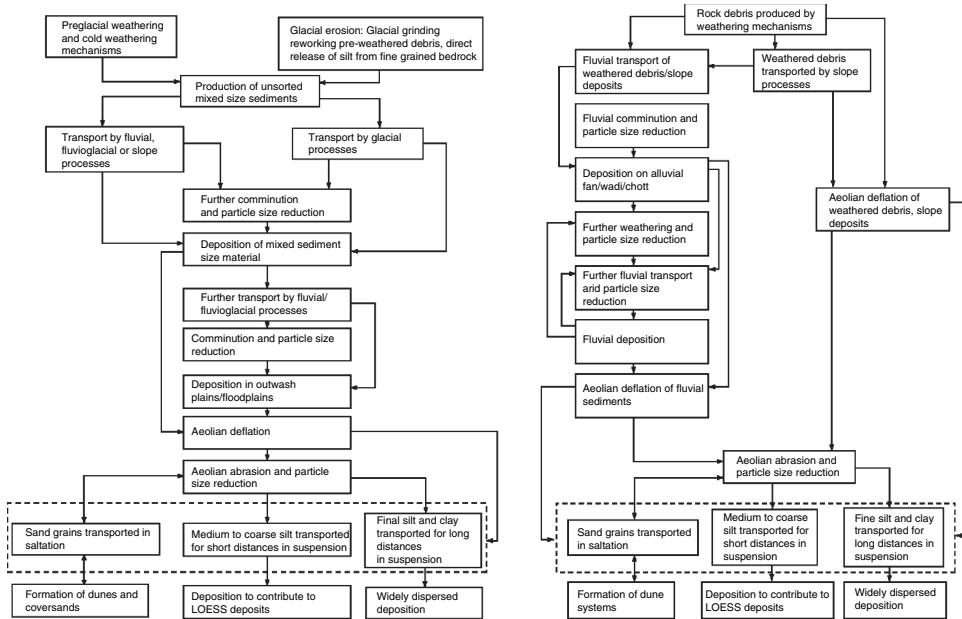 Preglacial weathering
and cold weathering
mechanisms
Glacial erosion: Glacial grinding
reworking pre-weathered debris, direct
release of silt from fine grained bedrock
Production of unsorted
mixed size sediments
Transport by fluvial,
fluvioglacial or slope
processes
Transport by glacial
processes
Further comminution
and particle size reduction
Deposition of mixed sediment
size material
Further transport by fluvial/
fluvioglacial processes
Comminution and particle size
reduction
Deposition in outwash
plains/floodplains
Aeolian deflation
Aeolian abrasion and particle
size reduction
Sand grains transported in
saltation
Medium to coarse silt transported
for short distances in suspension
Final silt and clay
transported for long
distances
in suspension
Formation of dunes and
coversands
Deposition to contribute to
LOESS deposits
Widely dispersed
deposition
Rock debris produced by
weathering mechanisms
Fluvial transport of
weathered debris/slope
deposits
Weathered debris
transported by slope
processes
Fluvial comminution and
particle size reduction
Deposition on alluvial
fan/wadi/chott
Aeolian deflation of
weathered debris, slope
deposits
Further weathering and
particle size reduction
Further fluvial transport
arid particle size
reduction
Fluvial deposition
Aeolian deflation of fluvial
sediments
Aeolian abrasion and
particle size reduction
Sand grains transported
in saltation
Medium to coarse silt
transported for
short distances in
suspension
Fine silt and clay
transported for
long distances in
suspension
Formation of dune
systems
Deposition to contribute to
LOESS deposits
Widely dispersed
deposition